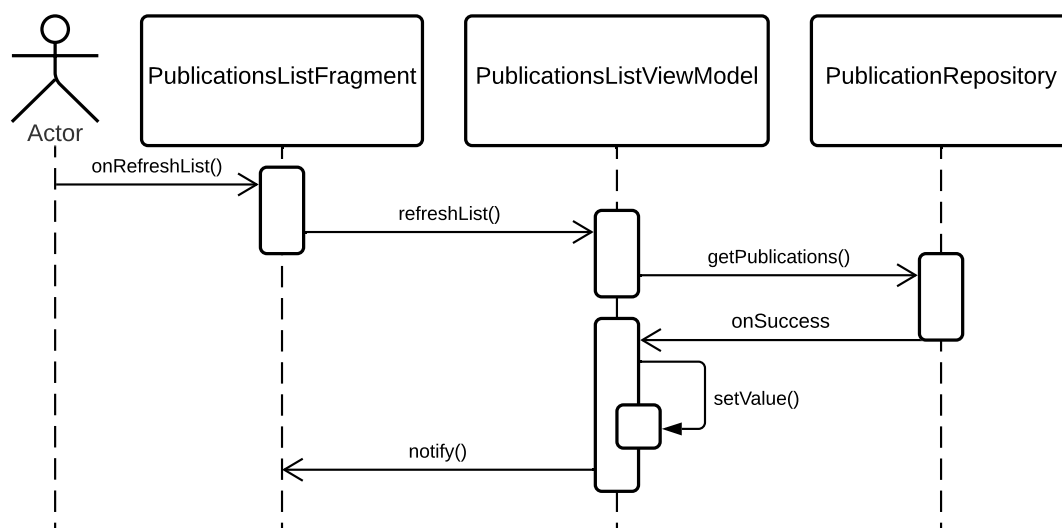 Actor
PublicationsListFragment
PublicationsListViewModel
PublicationRepository
onRefreshList()
refreshList()
getPublications()
onSuccess
setValue()
notify()